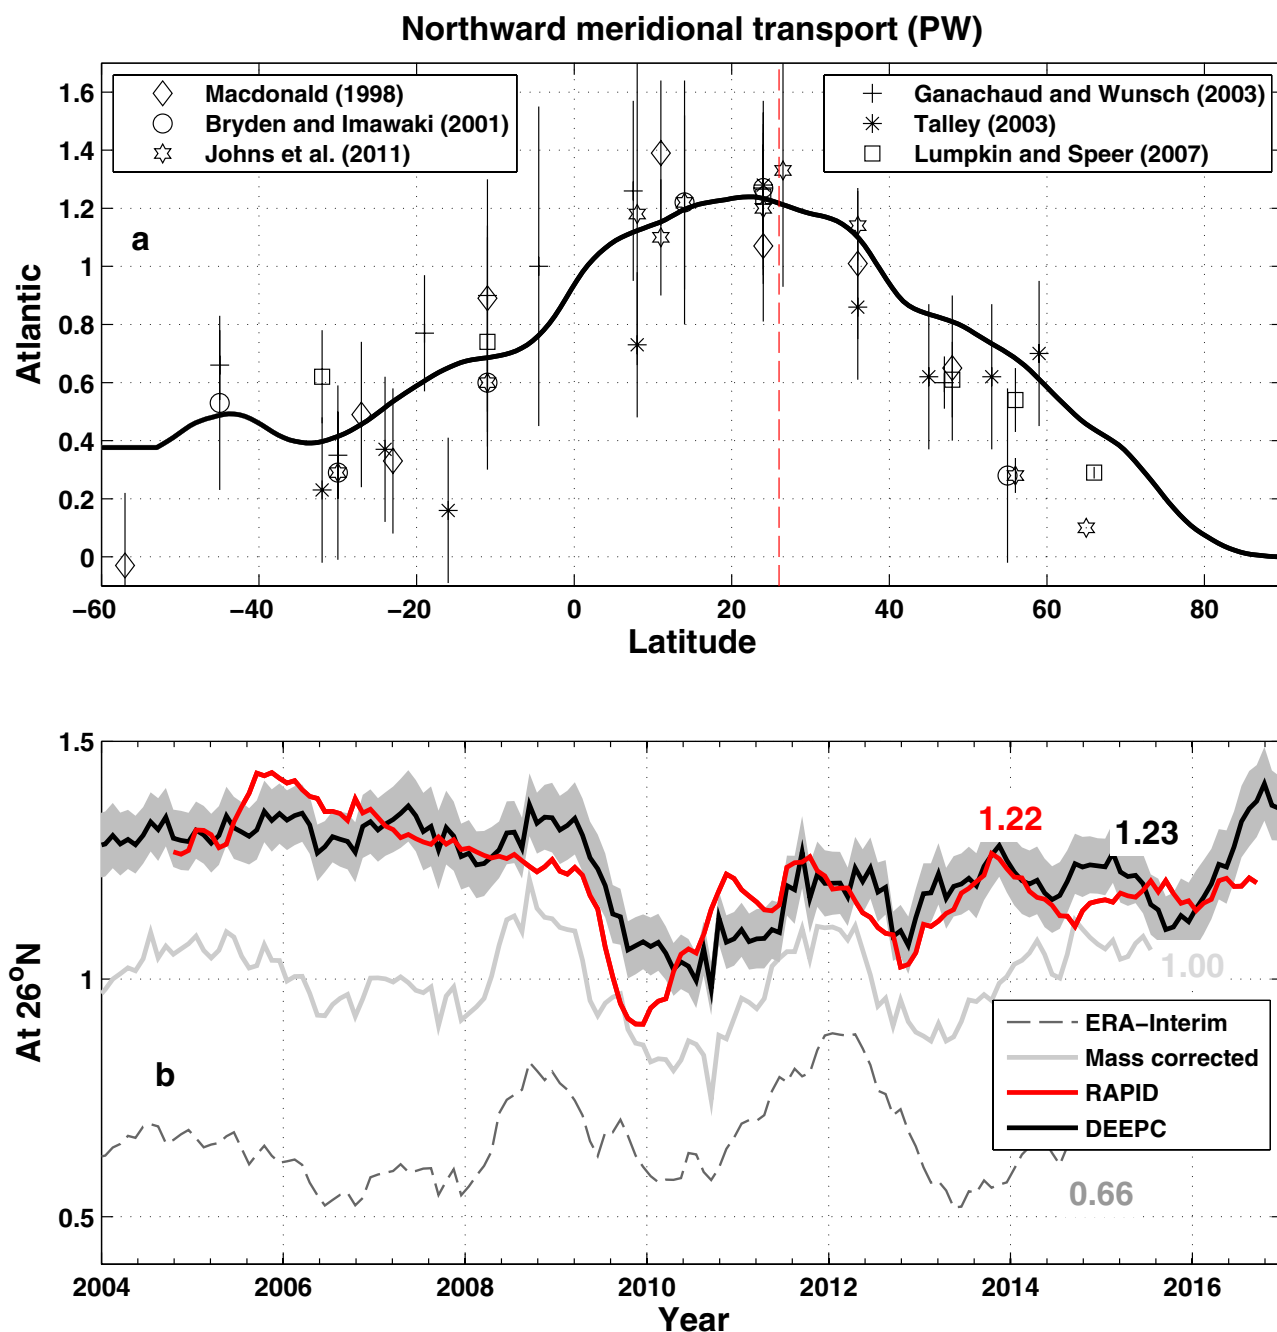 Northward meridional transport (PW)
Macdonald (1998)
Bryden and Imawaki (2001)
Johns et al. (2011)
Ganachaud and Wunsch (2003)
Talley (2003)
Lumpkin and Speer (2007)
a
Atlantic
1.6
1.4
1.2
1
0.8
0.6
0.4
0.2
0
−60 −40 −20 0 20 40 60 80
Latitude
1.5
1
0.5
At 26°N
1.22
1.23
1.00
b
ERA−Interim
Mass corrected
RAPID
DEEPC
0.66
2004 2006 2008 2010 2012 2014 2016
Year